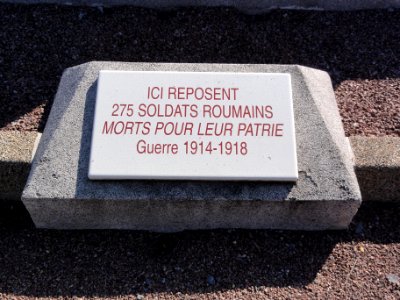 ICI REPOSENT
275 SOLDATS ROUMAINS
MORTS POUR LEUR PATRIE
Guerre 1914-1918